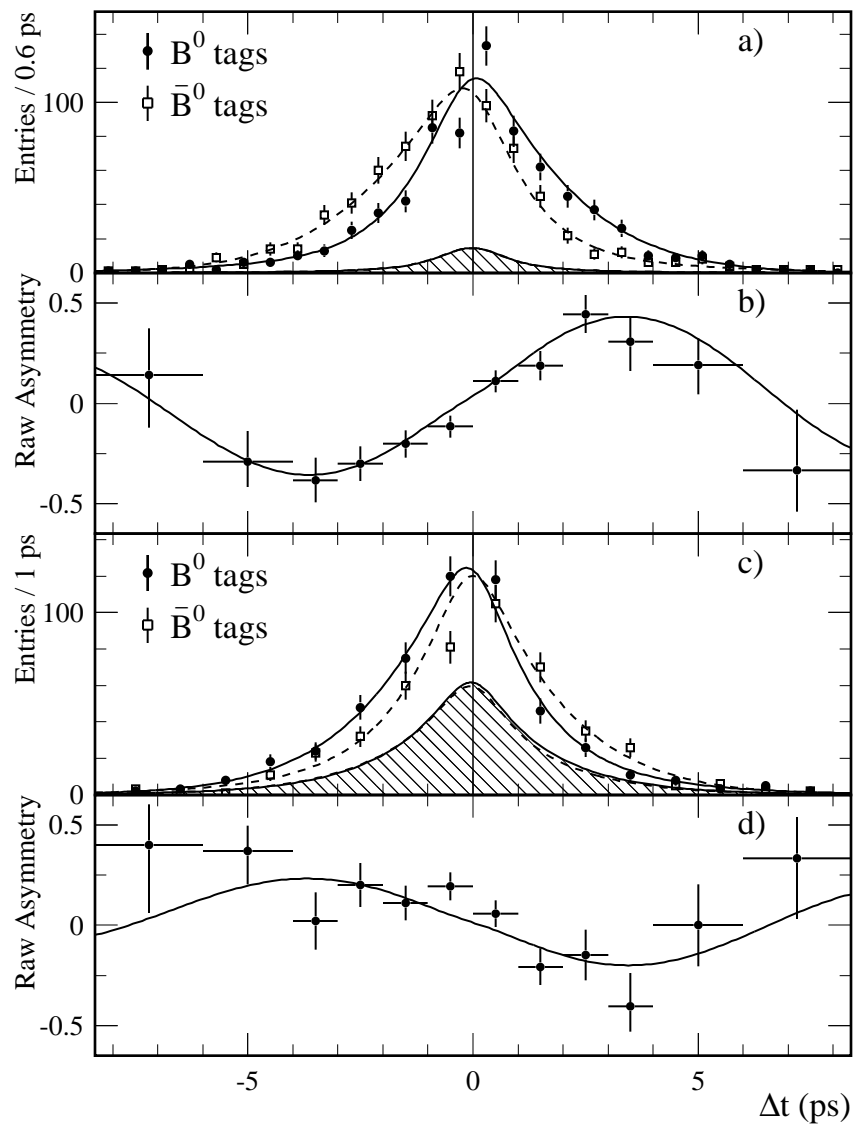 Entries / 0.6 ps
100
0
B⁰ tags
B̄⁰ tags
a)
Raw Asymmetry
0.5
0
-0.5
b)
Entries / 1 ps
100
0
B⁰ tags
B̄⁰ tags
c)
Raw Asymmetry
0.5
0
-0.5
d)
-5
0
5
Δt (ps)